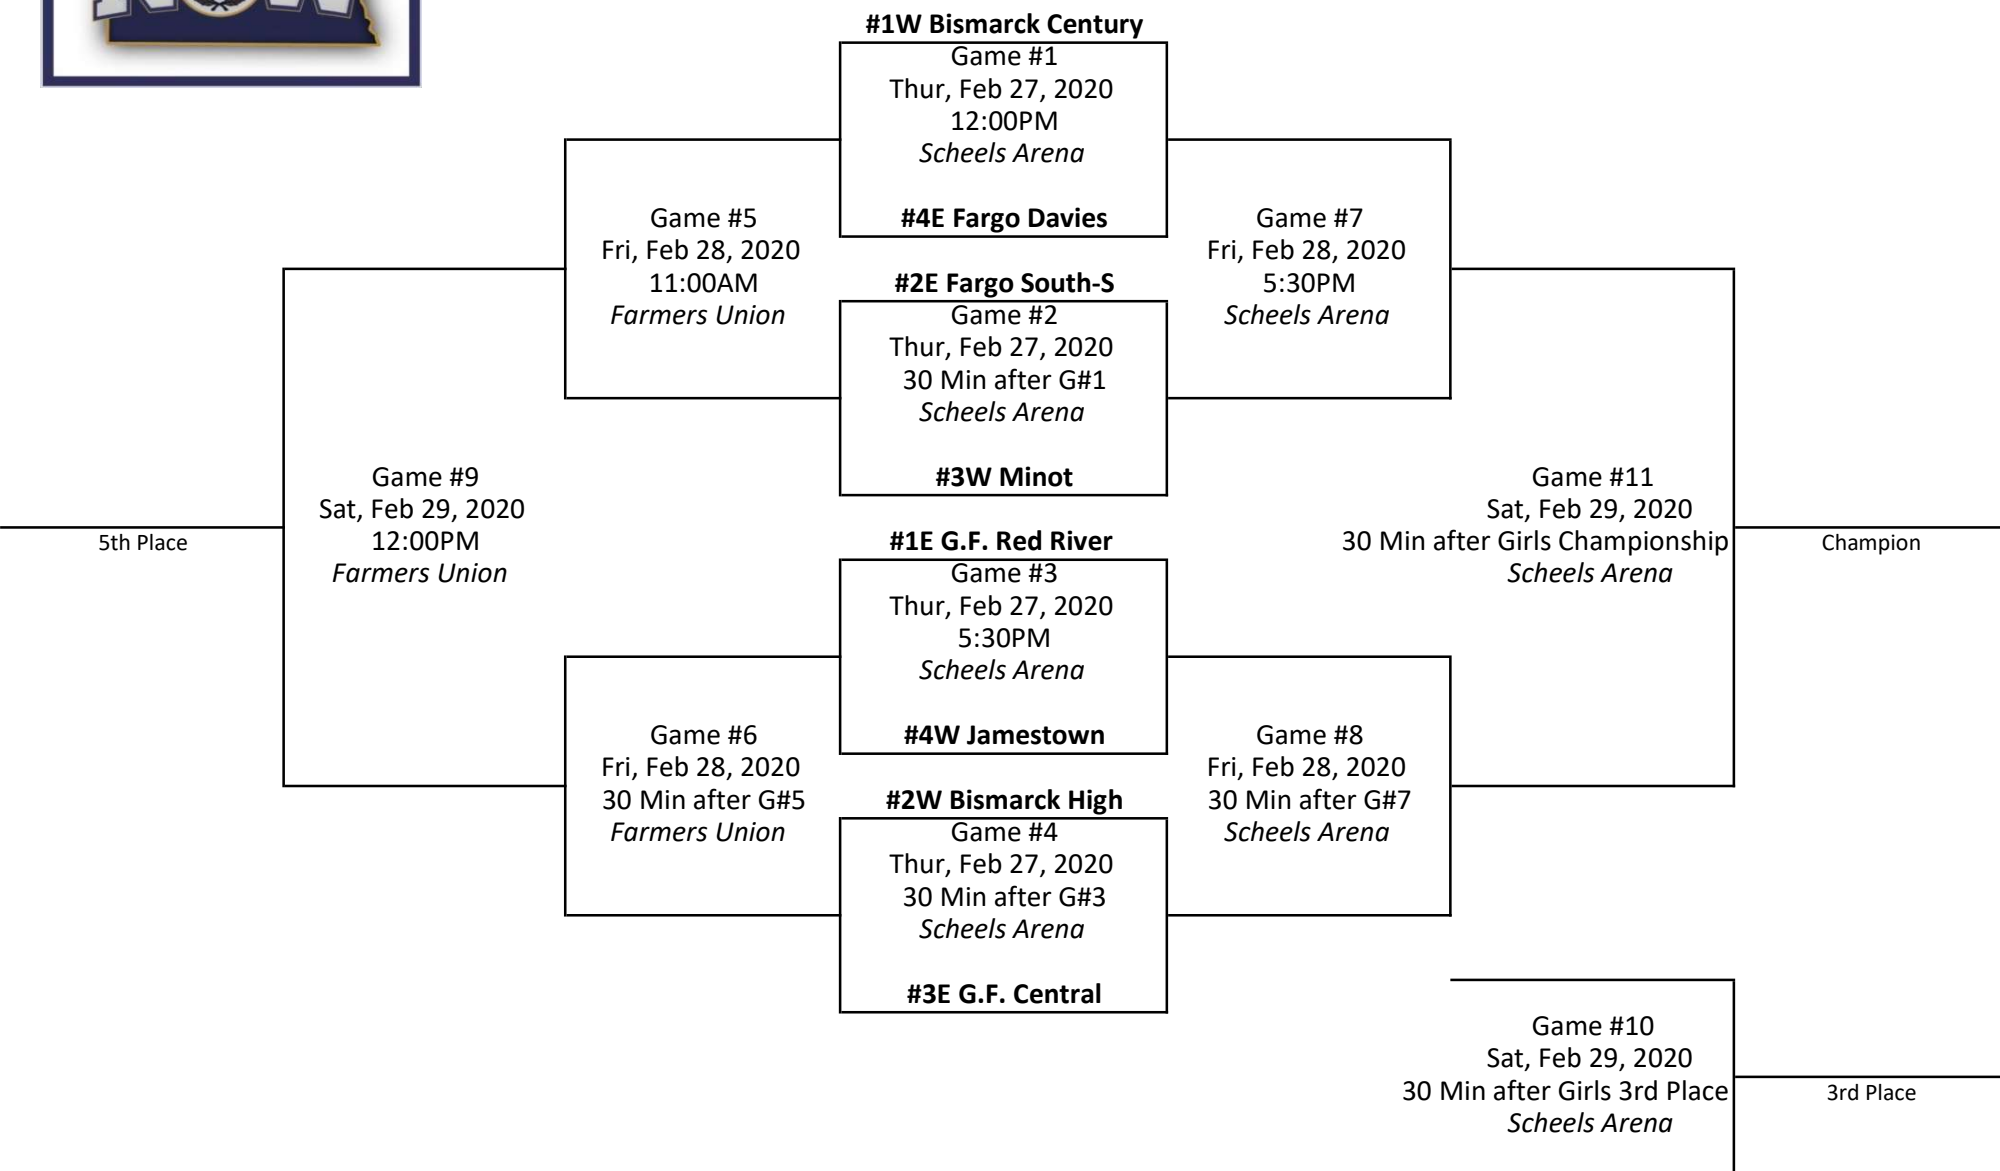 #1W Bismarck Century
Game #1
Thur, Feb 27, 2020
12:00PM
Scheels Arena
#4E Fargo Davies
Game #5
Fri, Feb 28, 2020
11:00AM
Farmers Union
Game #7
Fri, Feb 28, 2020
5:30PM
Scheels Arena
#2E Fargo South-S
Game #2
Thur, Feb 27, 2020
30 Min after G#1
Scheels Arena
#3W Minot
Game #9
Sat, Feb 29, 2020
12:00PM
Farmers Union
5th Place
Game #11
Sat, Feb 29, 2020
30 Min after Girls Championship
Scheels Arena
Champion
#1E G.F. Red River
Game #3
Thur, Feb 27, 2020
5:30PM
Scheels Arena
#4W Jamestown
Game #6
Fri, Feb 28, 2020
30 Min after G#5
Farmers Union
Game #8
Fri, Feb 28, 2020
30 Min after G#7
Scheels Arena
#2W Bismarck High
Game #4
Thur, Feb 27, 2020
30 Min after G#3
Scheels Arena
#3E G.F. Central
Game #10
Sat, Feb 29, 2020
30 Min after Girls 3rd Place
Scheels Arena
3rd Place